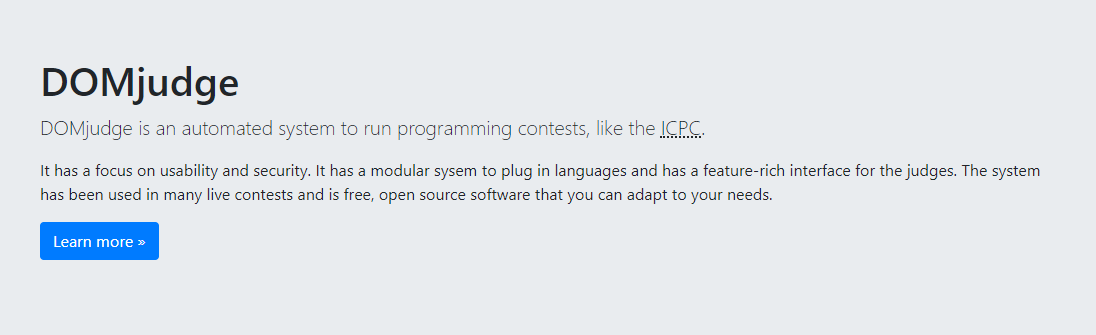 DOMjudge
DOMjudge is an automated system to run programming contests, like the ICPC.
It has a focus on usability and security. It has a modular sysem to plug in languages and has a feature-rich interface for the judges. The system
has been used in many live contests and is free, open source software that you can adapt to your needs.
Learn more »